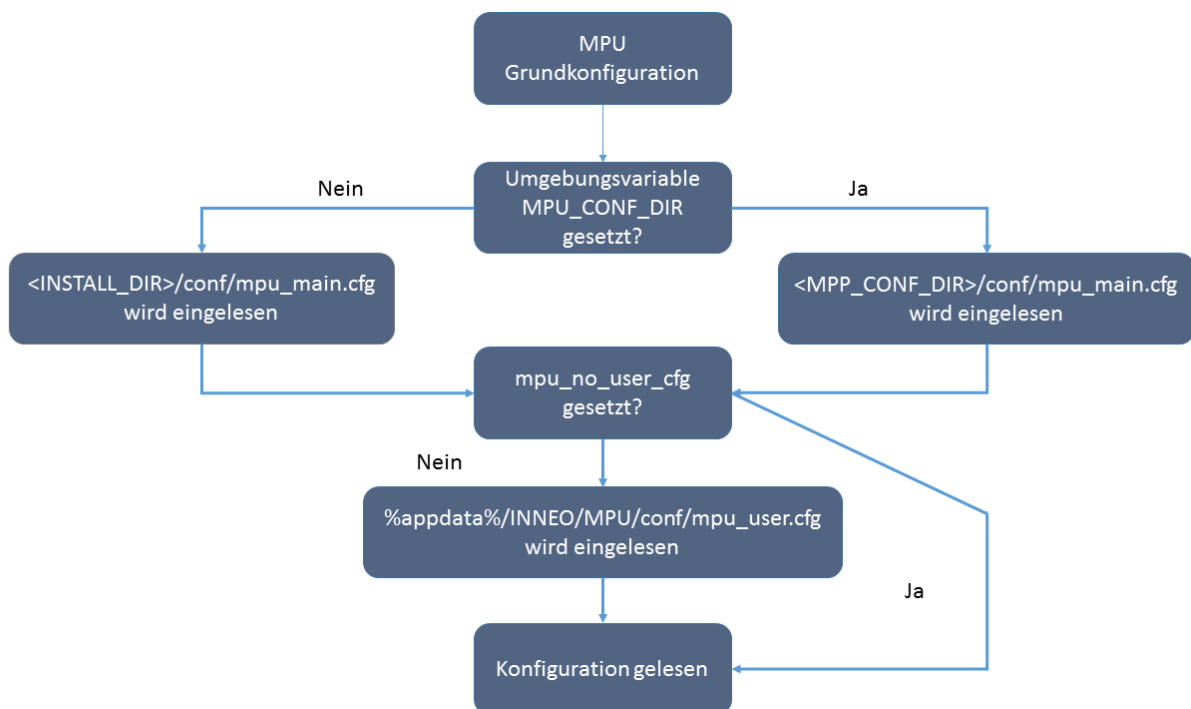 MPU
Grundkonfiguration
Umgebungsvariable
MPU_CONF_DIR
gesetzt?
Nein
Ja
<INSTALL_DIR>/conf/mpu_main.cfg
wird eingelesen
<MPP_CONF_DIR>/conf/mpu_main.cfg
wird eingelesen
mpu_no_user_cfg
gesetzt?
Nein
%appdata%/INNEO/MPU/conf/mpu_user.cfg
wird eingelesen
Ja
Konfiguration gelesen